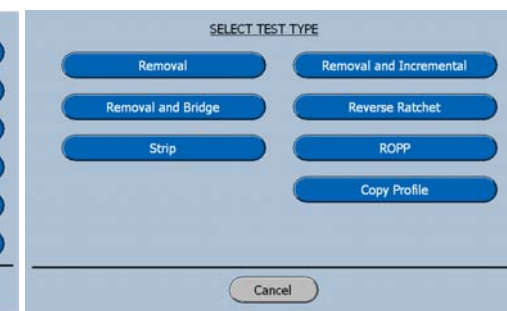 SELECT TEST TYPE
Removal
Removal and Incremental
Removal and Bridge
Reverse Ratchet
Strip
ROPP
Copy Profile
Cancel